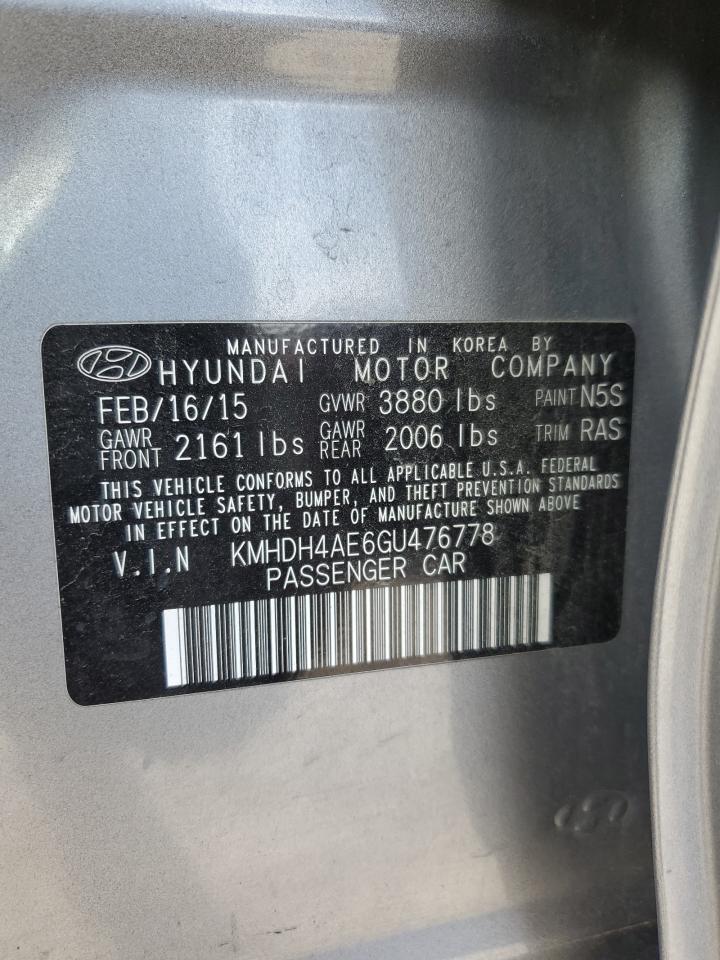 MANUFACTURED IN KOREA BY
HYUNDAI MOTOR COMPANY
FEB/16/15 GVWR 3880 lbs PAINT N5S
GAWR FRONT 2161 lbs GAWR REAR 2006 lbs TRIM RAS
THIS VEHICLE CONFORMS TO ALL APPLICABLE U.S.A. FEDERAL
MOTOR VEHICLE SAFETY, BUMPER, AND THEFT PREVENTION STANDARDS
IN EFFECT ON THE DATE OF MANUFACTURE SHOWN ABOVE
V.I.N KMHDH4AE6GU476778
PASSENGER CAR